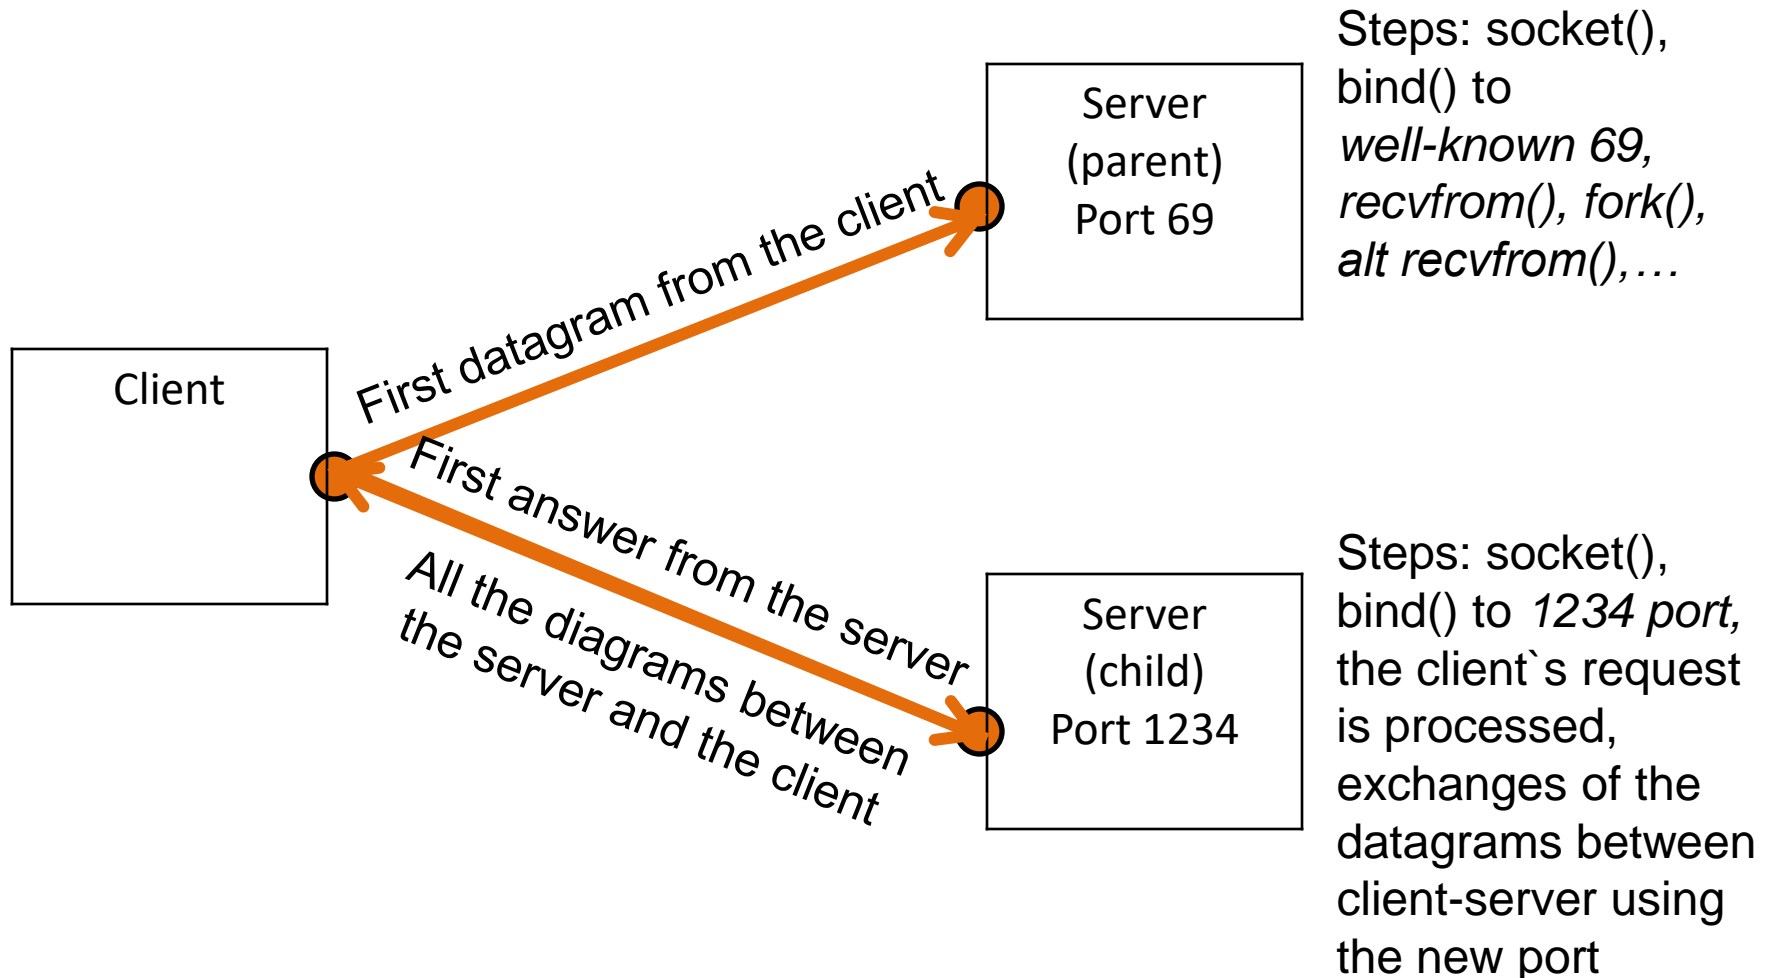 Steps: socket(),
bind() to
well-known 69,
recvfrom(), fork(),
alt recvfrom(),…
Server
(parent)
Port 69
First datagram from the client
Client
First answer from the server
All the diagrams between
the server and the client
Server
(child)
Port 1234
Steps: socket(),
bind() to 1234 port,
the client`s request
is processed,
exchanges of the
datagrams between
client-server using
the new port